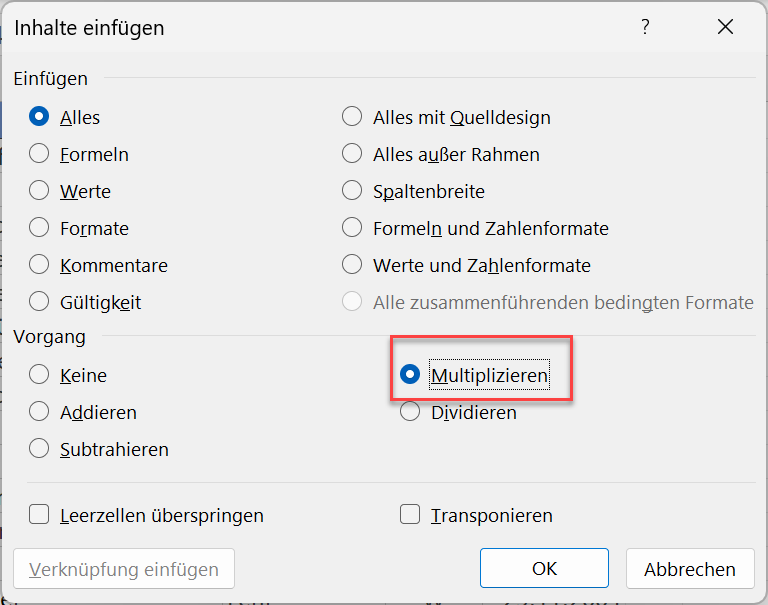 Inhalte einfügen ?
Einfügen
Alles
Alles mit Quelldesign
Formeln
Alles außer Rahmen
Werte
Spaltenbreite
Formate
Formeln und Zahlenformate
Kommentare
Werte und Zahlenformate
Gültigkeit
Alle zusammenführenden bedingten Formate
Vorgang
Keine
Multiplizieren
Addieren
Dividieren
Subtrahieren
Leerzellen überspringen
Transponieren
Verknüpfung einfügen
OK
Abbrechen